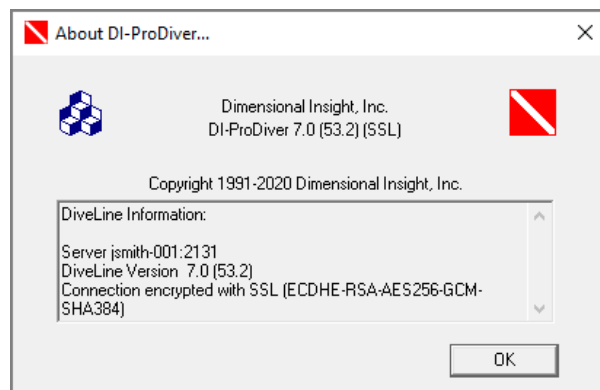 About DI-ProDiver...
Dimensional Insight, Inc.
DI-ProDiver 7.0 (53.2) (SSL)
Copyright 1991-2020 Dimensional Insight, Inc.
DiveLine Information:
Server jsmith-001:2131
DiveLine Version  7.0 (53.2)
Connection encrypted with SSL (ECDHE-RSA-AES256-GCM-
SHA384)
OK